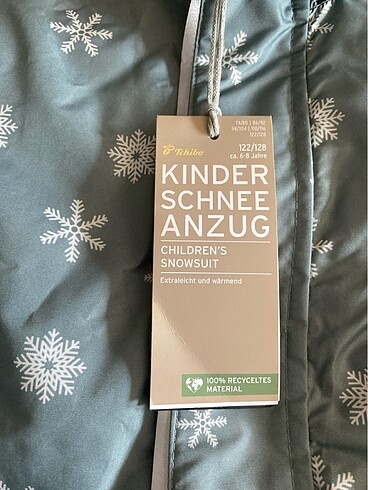 74/80 | 86/92
98/104 | 110/116
122/128
Tchibo
122/128
ca. 6-8 Jahre
KINDER
SCHNEE
ANZUG
CHILDREN'S
SNOWSUIT
Extraleicht und wärmend
100% RECYCELTES
MATERIAL